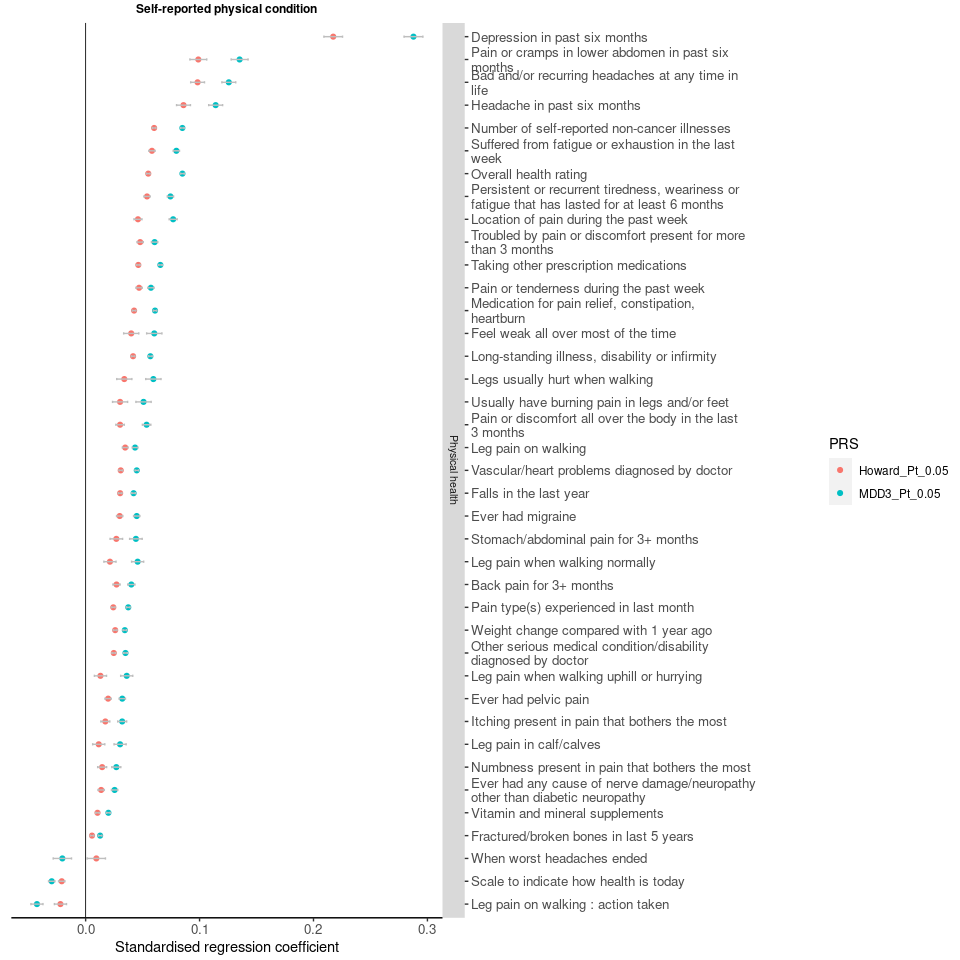 Self-reported physical condition
Depression in past six months
Pain or cramps in lower abdomen in past six
months
Bad and/or recurring headaches at any time in
life
Headache in past six months
Number of self-reported non-cancer illnesses
Suffered from fatigue or exhaustion in the last
week
Overall health rating
Persistent or recurrent tiredness, weariness or
fatigue that has lasted for at least 6 months
Location of pain during the past week
Troubled by pain or discomfort present for more
than 3 months
Taking other prescription medications
Pain or tenderness during the past week
Medication for pain relief, constipation,
heartburn
Feel weak all over most of the time
Long-standing illness, disability or infirmity
Legs usually hurt when walking
Usually have burning pain in legs and/or feet
Pain or discomfort all over the body in the last
3 months
Leg pain on walking
Vascular/heart problems diagnosed by doctor
Falls in the last year
Ever had migraine
Stomach/abdominal pain for 3+ months
Leg pain when walking normally
Back pain for 3+ months
Pain type(s) experienced in last month
Weight change compared with 1 year ago
Other serious medical condition/disability
diagnosed by doctor
Leg pain when walking uphill or hurrying
Ever had pelvic pain
Itching present in pain that bothers the most
Leg pain in calf/calves
Numbness present in pain that bothers the most
Ever had any cause of nerve damage/neuropathy
other than diabetic neuropathy
Vitamin and mineral supplements
Fractured/broken bones in last 5 years
When worst headaches ended
Scale to indicate how health is today
Leg pain on walking : action taken
Physical health
PRS
Howard_Pt_0.05
MDD3_Pt_0.05
0.0 0.1 0.2 0.3
Standardised regression coefficient